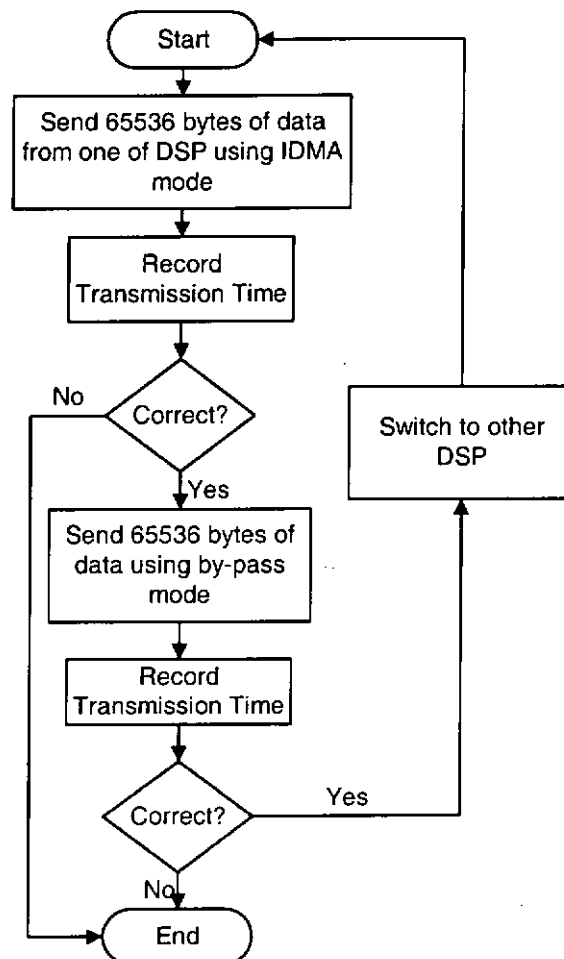 Start
Send 65536 bytes of data
from one of DSP using IDMA
mode
Record
Transmission Time
No
Correct?
Yes
Switch to other
DSP
Send 65536 bytes of
data using by-pass
mode
Record
Transmission Time
Correct?
Yes
No
End